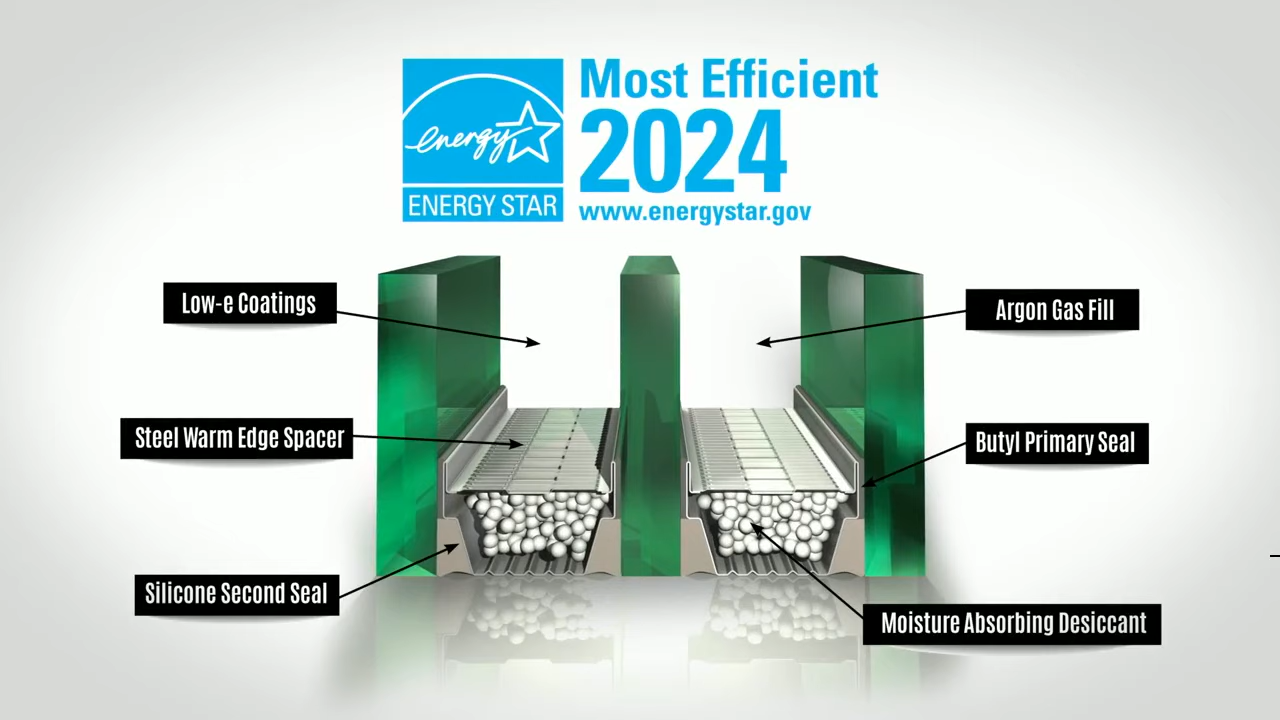 Most Efficient
2024
energy
ENERGY STAR
www.energystar.gov
Low-e Coatings
Argon Gas Fill
Steel Warm Edge Spacer
Butyl Primary Seal
Silicone Second Seal
Moisture Absorbing Desiccant